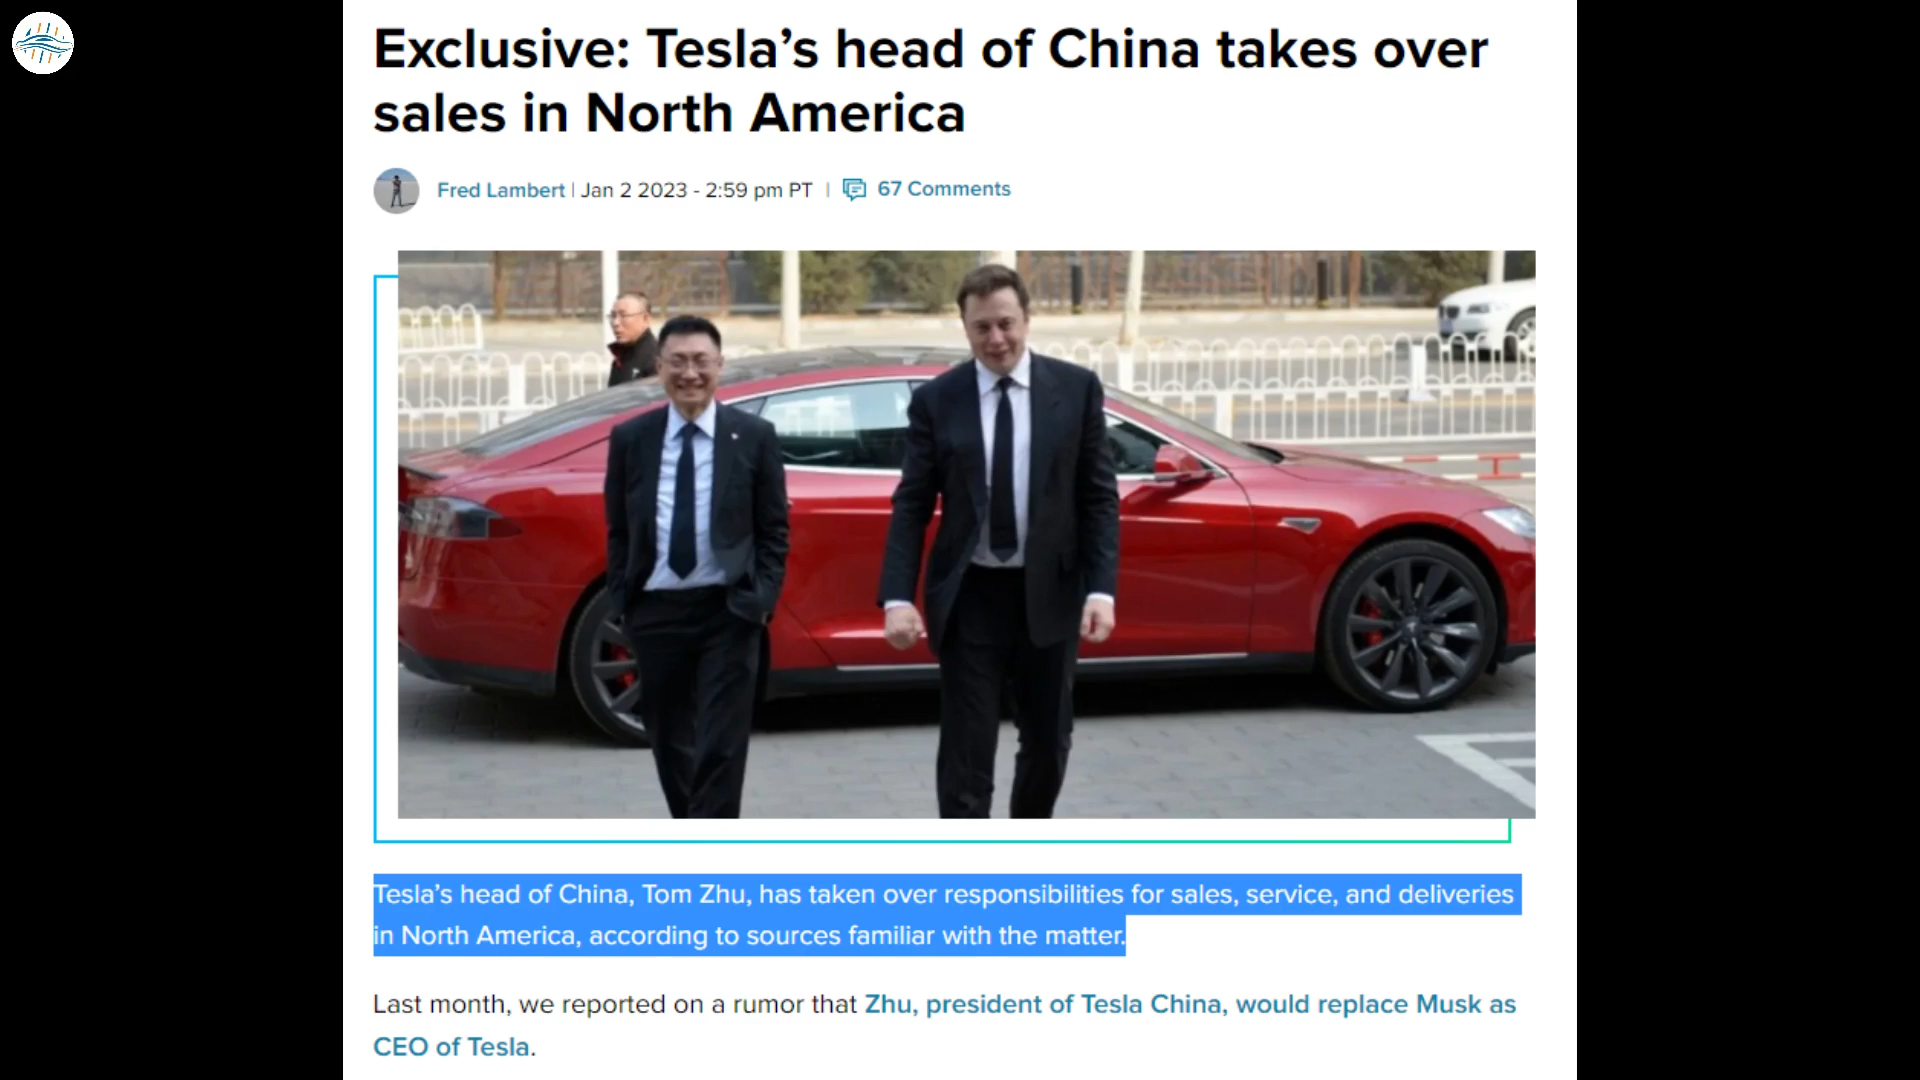 Exclusive: Tesla’s head of China takes over
sales in North America
Fred Lambert | Jan 2 2023 - 2:59 pm PT | 67 Comments
Tesla’s head of China, Tom Zhu, has taken over responsibilities for sales, service, and deliveries
in North America, according to sources familiar with the matter.
Last month, we reported on a rumor that Zhu, president of Tesla China, would replace Musk as
CEO of Tesla.